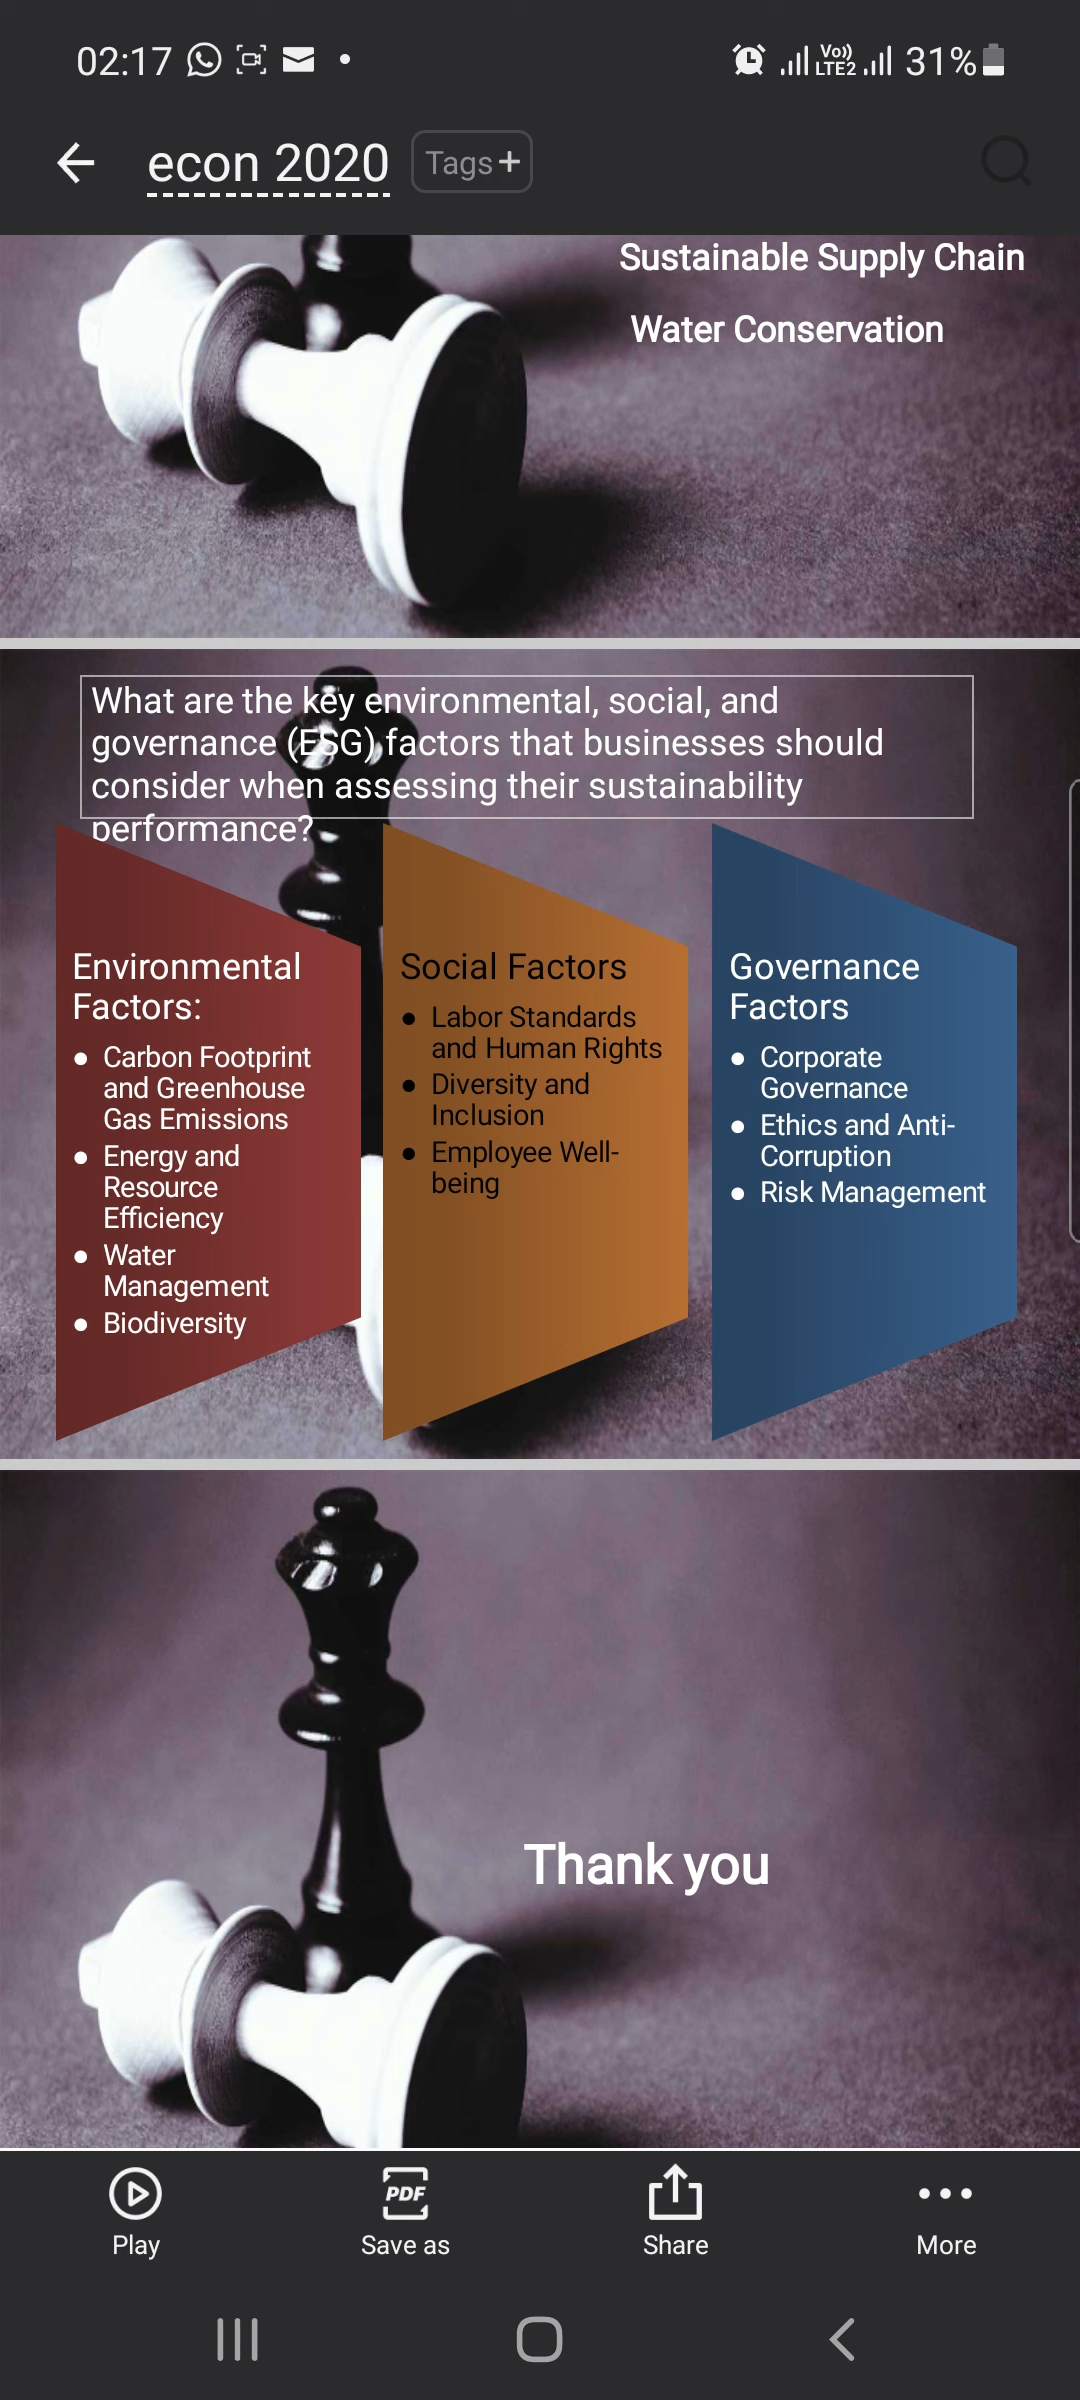 02:17
Vo))
LTE2
31%
econ 2020
Tags+
Sustainable Supply Chain
Water Conservation
What are the key environmental, social, and
governance (ESG) factors that businesses should
consider when assessing their sustainability
performance?
Environmental
Factors:
● Carbon Footprint
and Greenhouse
Gas Emissions
● Energy and
Resource
Efficiency
● Water
Management
● Biodiversity
Social Factors
● Labor Standards
and Human Rights
● Diversity and
Inclusion
● Employee Well-
being
Governance
Factors
● Corporate
Governance
● Ethics and Anti-
Corruption
● Risk Management
Thank you
Play
PDF
Save as
Share
More